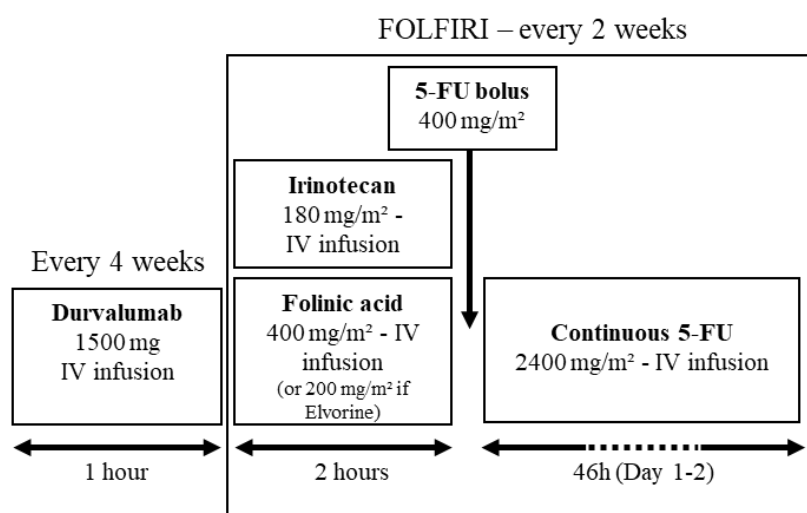 FOLFIRI – every 2 weeks
5-FU bolus
400 mg/m²
Irinotecan
180 mg/m² -
IV infusion
Every 4 weeks
Durvalumab
1500 mg
IV infusion
Folinic acid
400 mg/m² - IV
infusion
(or 200 mg/m² if
Elvorine)
Continuous 5-FU
2400 mg/m² - IV infusion
1 hour
2 hours
46h (Day 1-2)